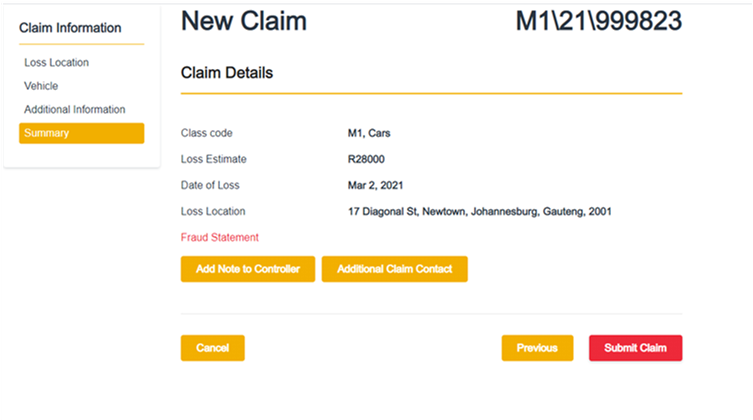 Claim Information
Loss Location
Vehicle
Additional Information
Summary
New Claim
M1\21\999823
Claim Details
Class code M1, Cars
Loss Estimate R28000
Date of Loss Mar 2, 2021
Loss Location 17 Diagonal St, Newtown, Johannesburg, Gauteng, 2001
Fraud Statement
Add Note to Controller Additional Claim Contact
Cancel Previous Submit Claim